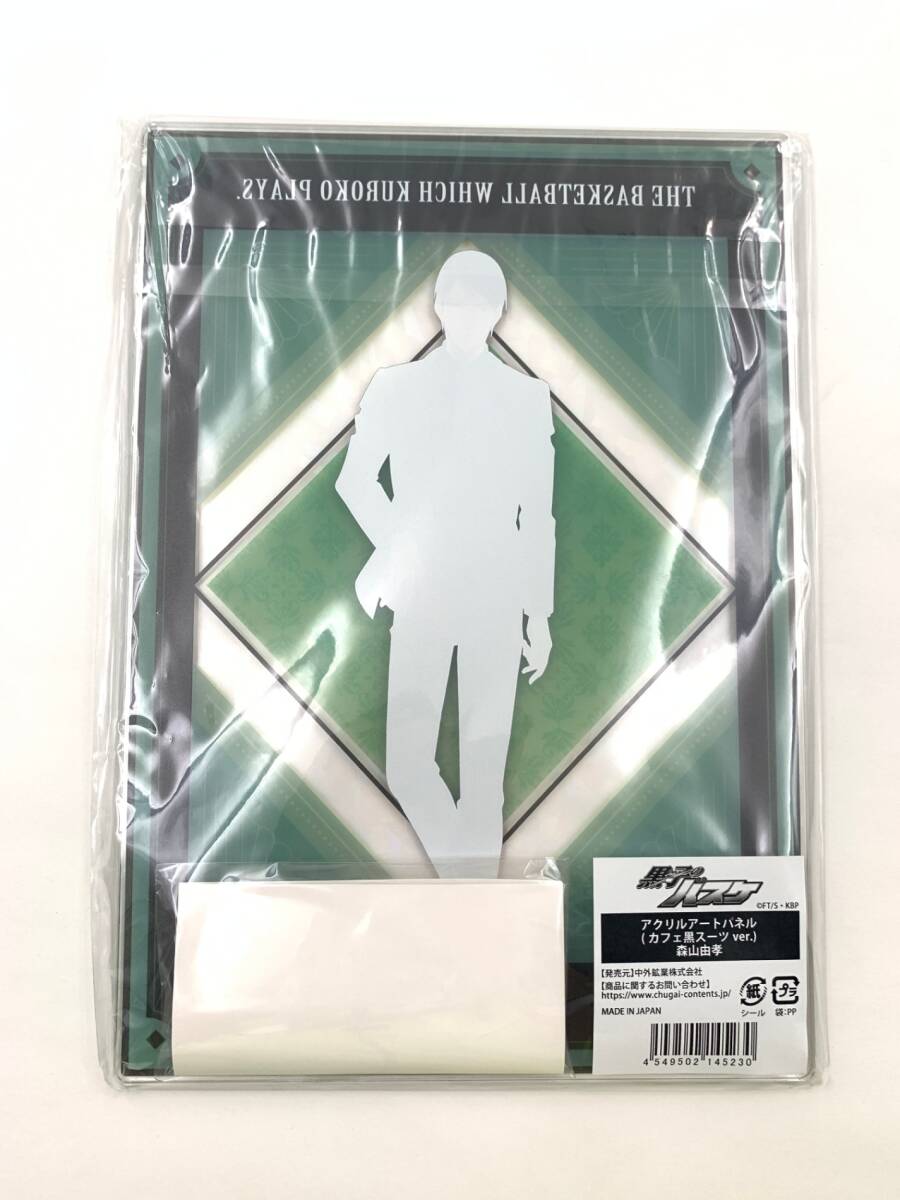 THE BASKETBALL WHICH KUROKO PLAYS.
黒子のバスケ
©FT/S・KBP
アクリルアートパネル
(カフェ黒スーツ ver.)
森山由孝
【発売元】中外鉱業株式会社
【商品に関するお問い合わせ】
https://www.chugai-contents.jp/
MADE IN JAPAN
紙
シール
プラ
袋:PP
4 549502 145230